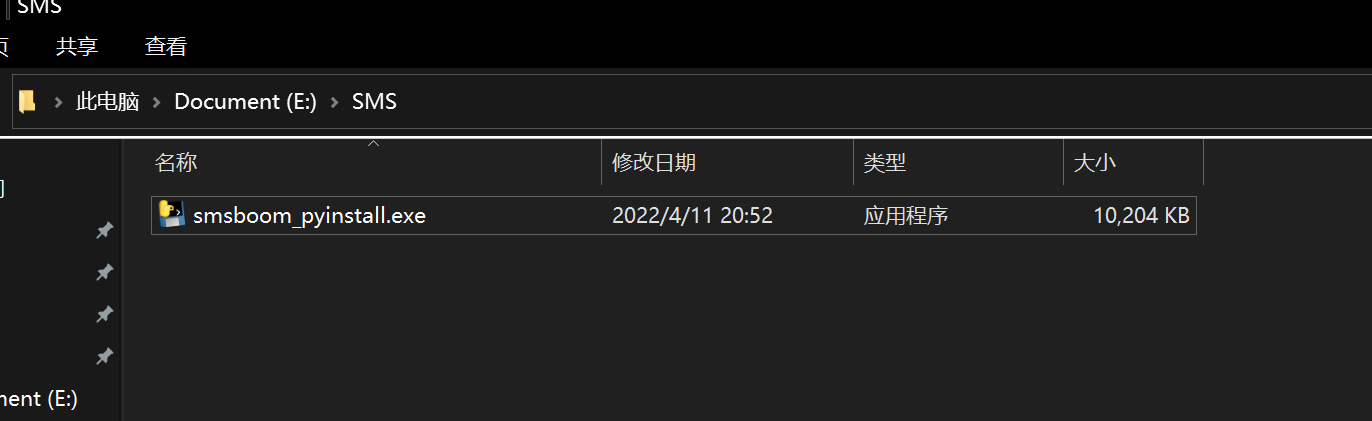 SMS
共享 查看
此电脑 Document (E:) SMS
名称 修改日期 类型 大小
smsboom_pyinstall.exe 2022/4/11 20:52 应用程序 10,204 KB
ment (E:)